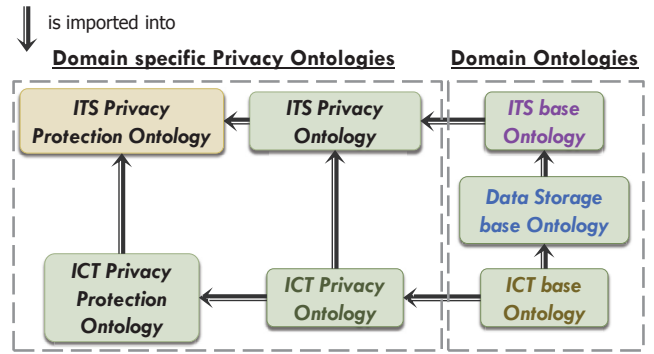 is imported into
Domain specific Privacy Ontologies
Domain Ontologies
ITS Privacy
Protection Ontology
ITS Privacy
Ontology
ITS base
Ontology
Data Storage
base Ontology
ICT Privacy
Protection
Ontology
ICT Privacy
Ontology
ICT base
Ontology